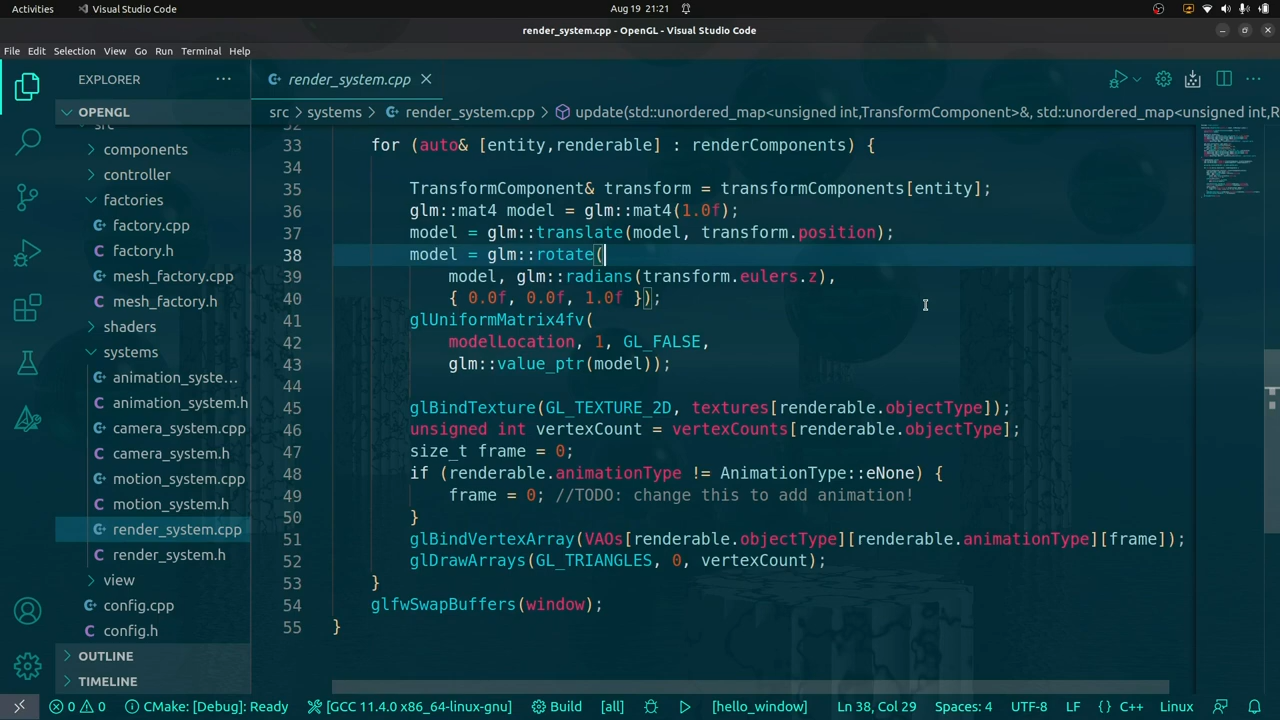 Activities
Visual Studio Code
Aug 19 21:21
render_system.cpp - OpenGL - Visual Studio Code
File Edit Selection View Go Run Terminal Help
EXPLORER
OPENGL
src
components
controller
factories
factory.cpp
factory.h
mesh_factory.cpp
mesh_factory.h
shaders
systems
animation_syste...
animation_system.h
camera_system.cpp
camera_system.h
motion_system.cpp
motion_system.h
render_system.cpp
render_system.h
view
config.cpp
config.h
OUTLINE
TIMELINE
render_system.cpp
src > systems > render_system.cpp > update(std::unordered_map<unsigned int,TransformComponent>&, std::unordered_map<unsigned int,R
32
33 for (auto& [entity,renderable] : renderComponents) {
34
35 TransformComponent& transform = transformComponents[entity];
36 glm::mat4 model = glm::mat4(1.0f);
37 model = glm::translate(model, transform.position);
38 model = glm::rotate(
39 model, glm::radians(transform.eulers.z),
40 { 0.0f, 0.0f, 1.0f });
41 glUniformMatrix4fv(
42 modelLocation, 1, GL_FALSE,
43 glm::value_ptr(model));
44
45 glBindTexture(GL_TEXTURE_2D, textures[renderable.objectType]);
46 unsigned int vertexCount = vertexCounts[renderable.objectType];
47 size_t frame = 0;
48 if (renderable.animationType != AnimationType::eNone) {
49 frame = 0; //TODO: change this to add animation!
50 }
51 glBindVertexArray(VAOs[renderable.objectType][renderable.animationType][frame]);
52 glDrawArrays(GL_TRIANGLES, 0, vertexCount);
53 }
54 glfwSwapBuffers(window);
55 }
0 0 CMake: [Debug]: Ready [GCC 11.4.0 x86_64-linux-gnu] Build [all] [hello_window] Ln 38, Col 29 Spaces: 4 UTF-8 LF {} C++ Linux